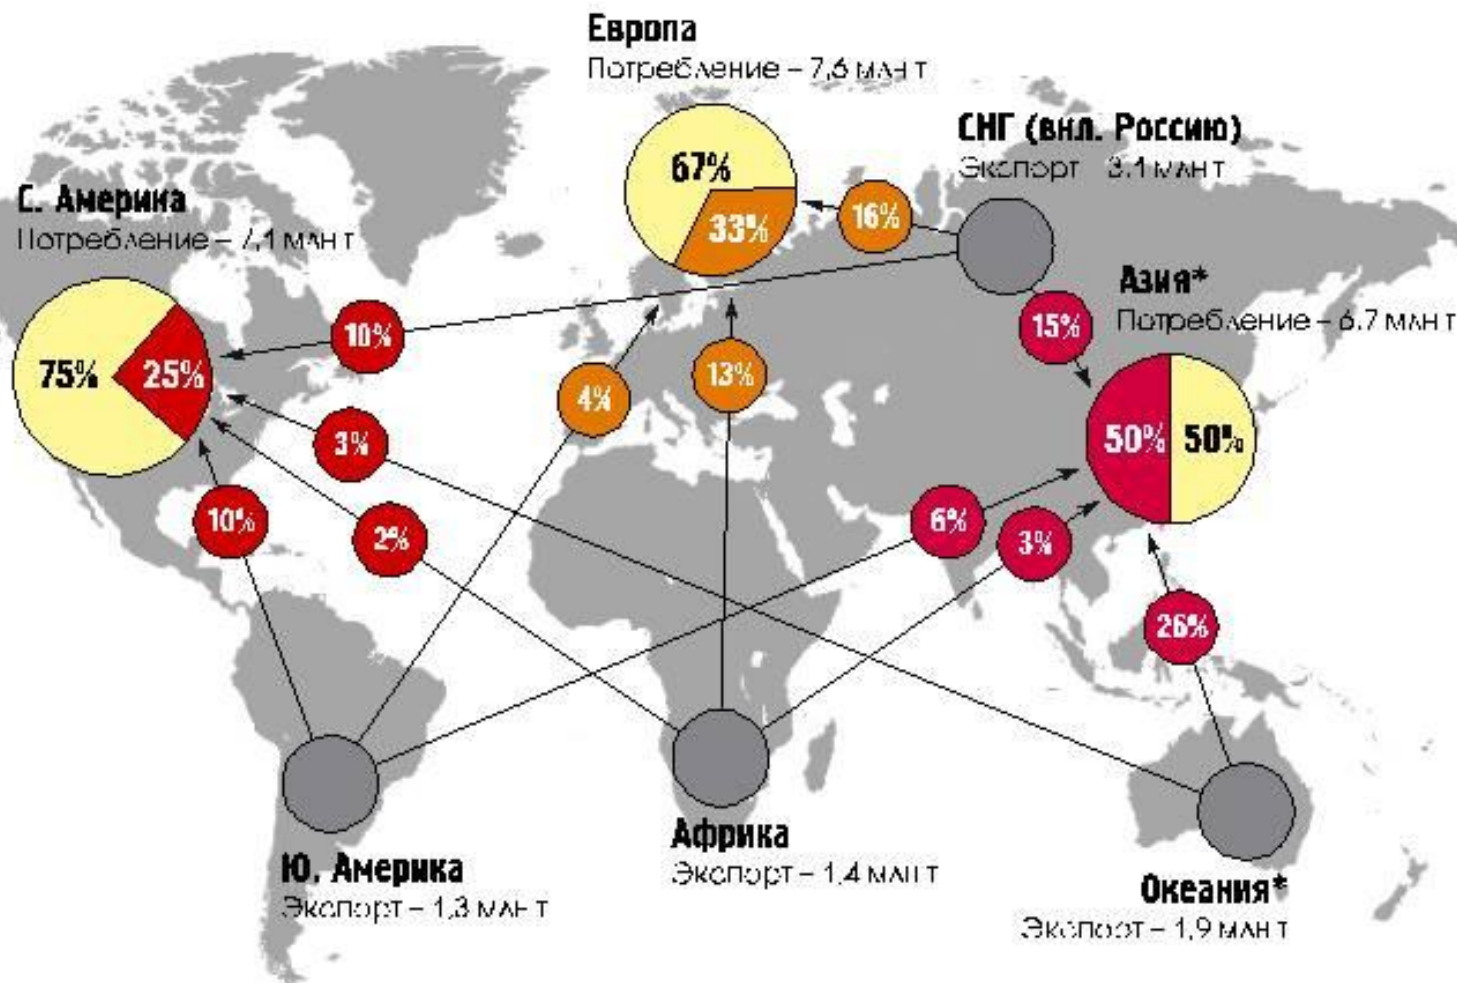 Европа
Потребление – 7,6 млн т
СНГ (вкл. Россию)
Экспорт – 3.1 млн т
67%
33%
16%
С. Америка
Потребление – 7,1 млн т
Азия*
Потребление – 6.7 млн т
10%
15%
75%
25%
4%
13%
3%
50%
50%
10%
2%
6%
3%
26%
Ю. Америка
Экспорт – 1,3 млн т
Африка
Экспорт – 1,4 млн т
Океания*
Экспорт – 1,9 млн т